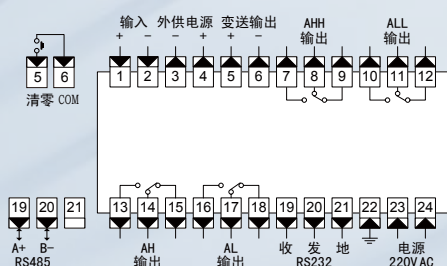 输入 外供电源 变送输出 AHH 输出 ALL 输出
+ − − + + −
5 6
清零 COM
1 2 3 4 5 6 7 8 9 10 11 12
13 14 15 16 17 18 19 20 21 22 23 24
19 20 21
A+ B−
RS485
AH 输出
AL 输出
收 发 地
RS232
电源
220VAC